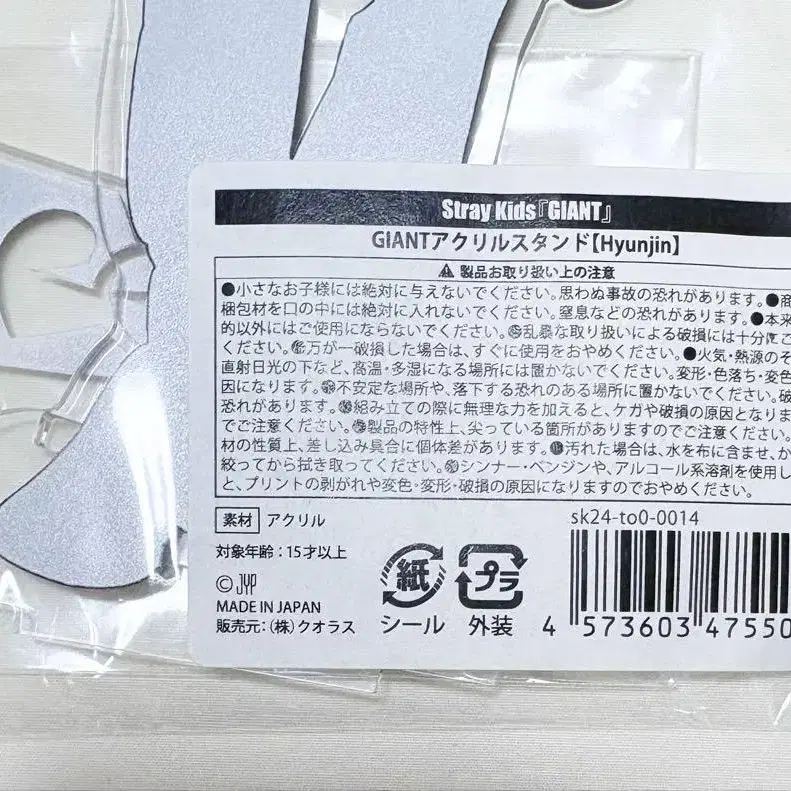 Stray Kids『GIANT』
GIANTアクリルスタンド【Hyunjin】
⚠ 製品お取り扱い上の注意
●小さなお子様には絶対に与えないでください。思わぬ事故の恐れがあります。●商
梱包材を口の中には絶対に入れないでください。窒息などの恐れがあります。●本来
的以外にはご使用にならないでください。●乱暴な取り扱いによる破損には十分にご
ください。●万が一破損した場合は、すぐに使用をおやめください。●火気・熱源のそ
直射日光の下など、高温・多湿になる場所には置かないでください。変形・色落ち・変色
因になります。●不安定な場所や、落下する恐れのある場所に置かないでください。破
恐れがあります。●組み立ての際に無理な力を加えると、ケガや破損の原因となりま
でご注意ください。●製品の特性上、尖っている箇所がありますのでご注意ください。
材の性質上、差し込み具合に個体差があります。●汚れた場合は、水を布に含ませ、か
絞ってから拭き取ってください。●シンナー・ベンジンや、アルコール系溶剤を使用し
と、プリントの剥がれや変色・変形・破損の原因になりますのでおやめください。
素材 アクリル
sk24-to0-0014
対象年齢：15才以上
© JYP
MADE IN JAPAN
販売元：（株）クオラス
紙
シール
プラ
外装
4 573603 47550